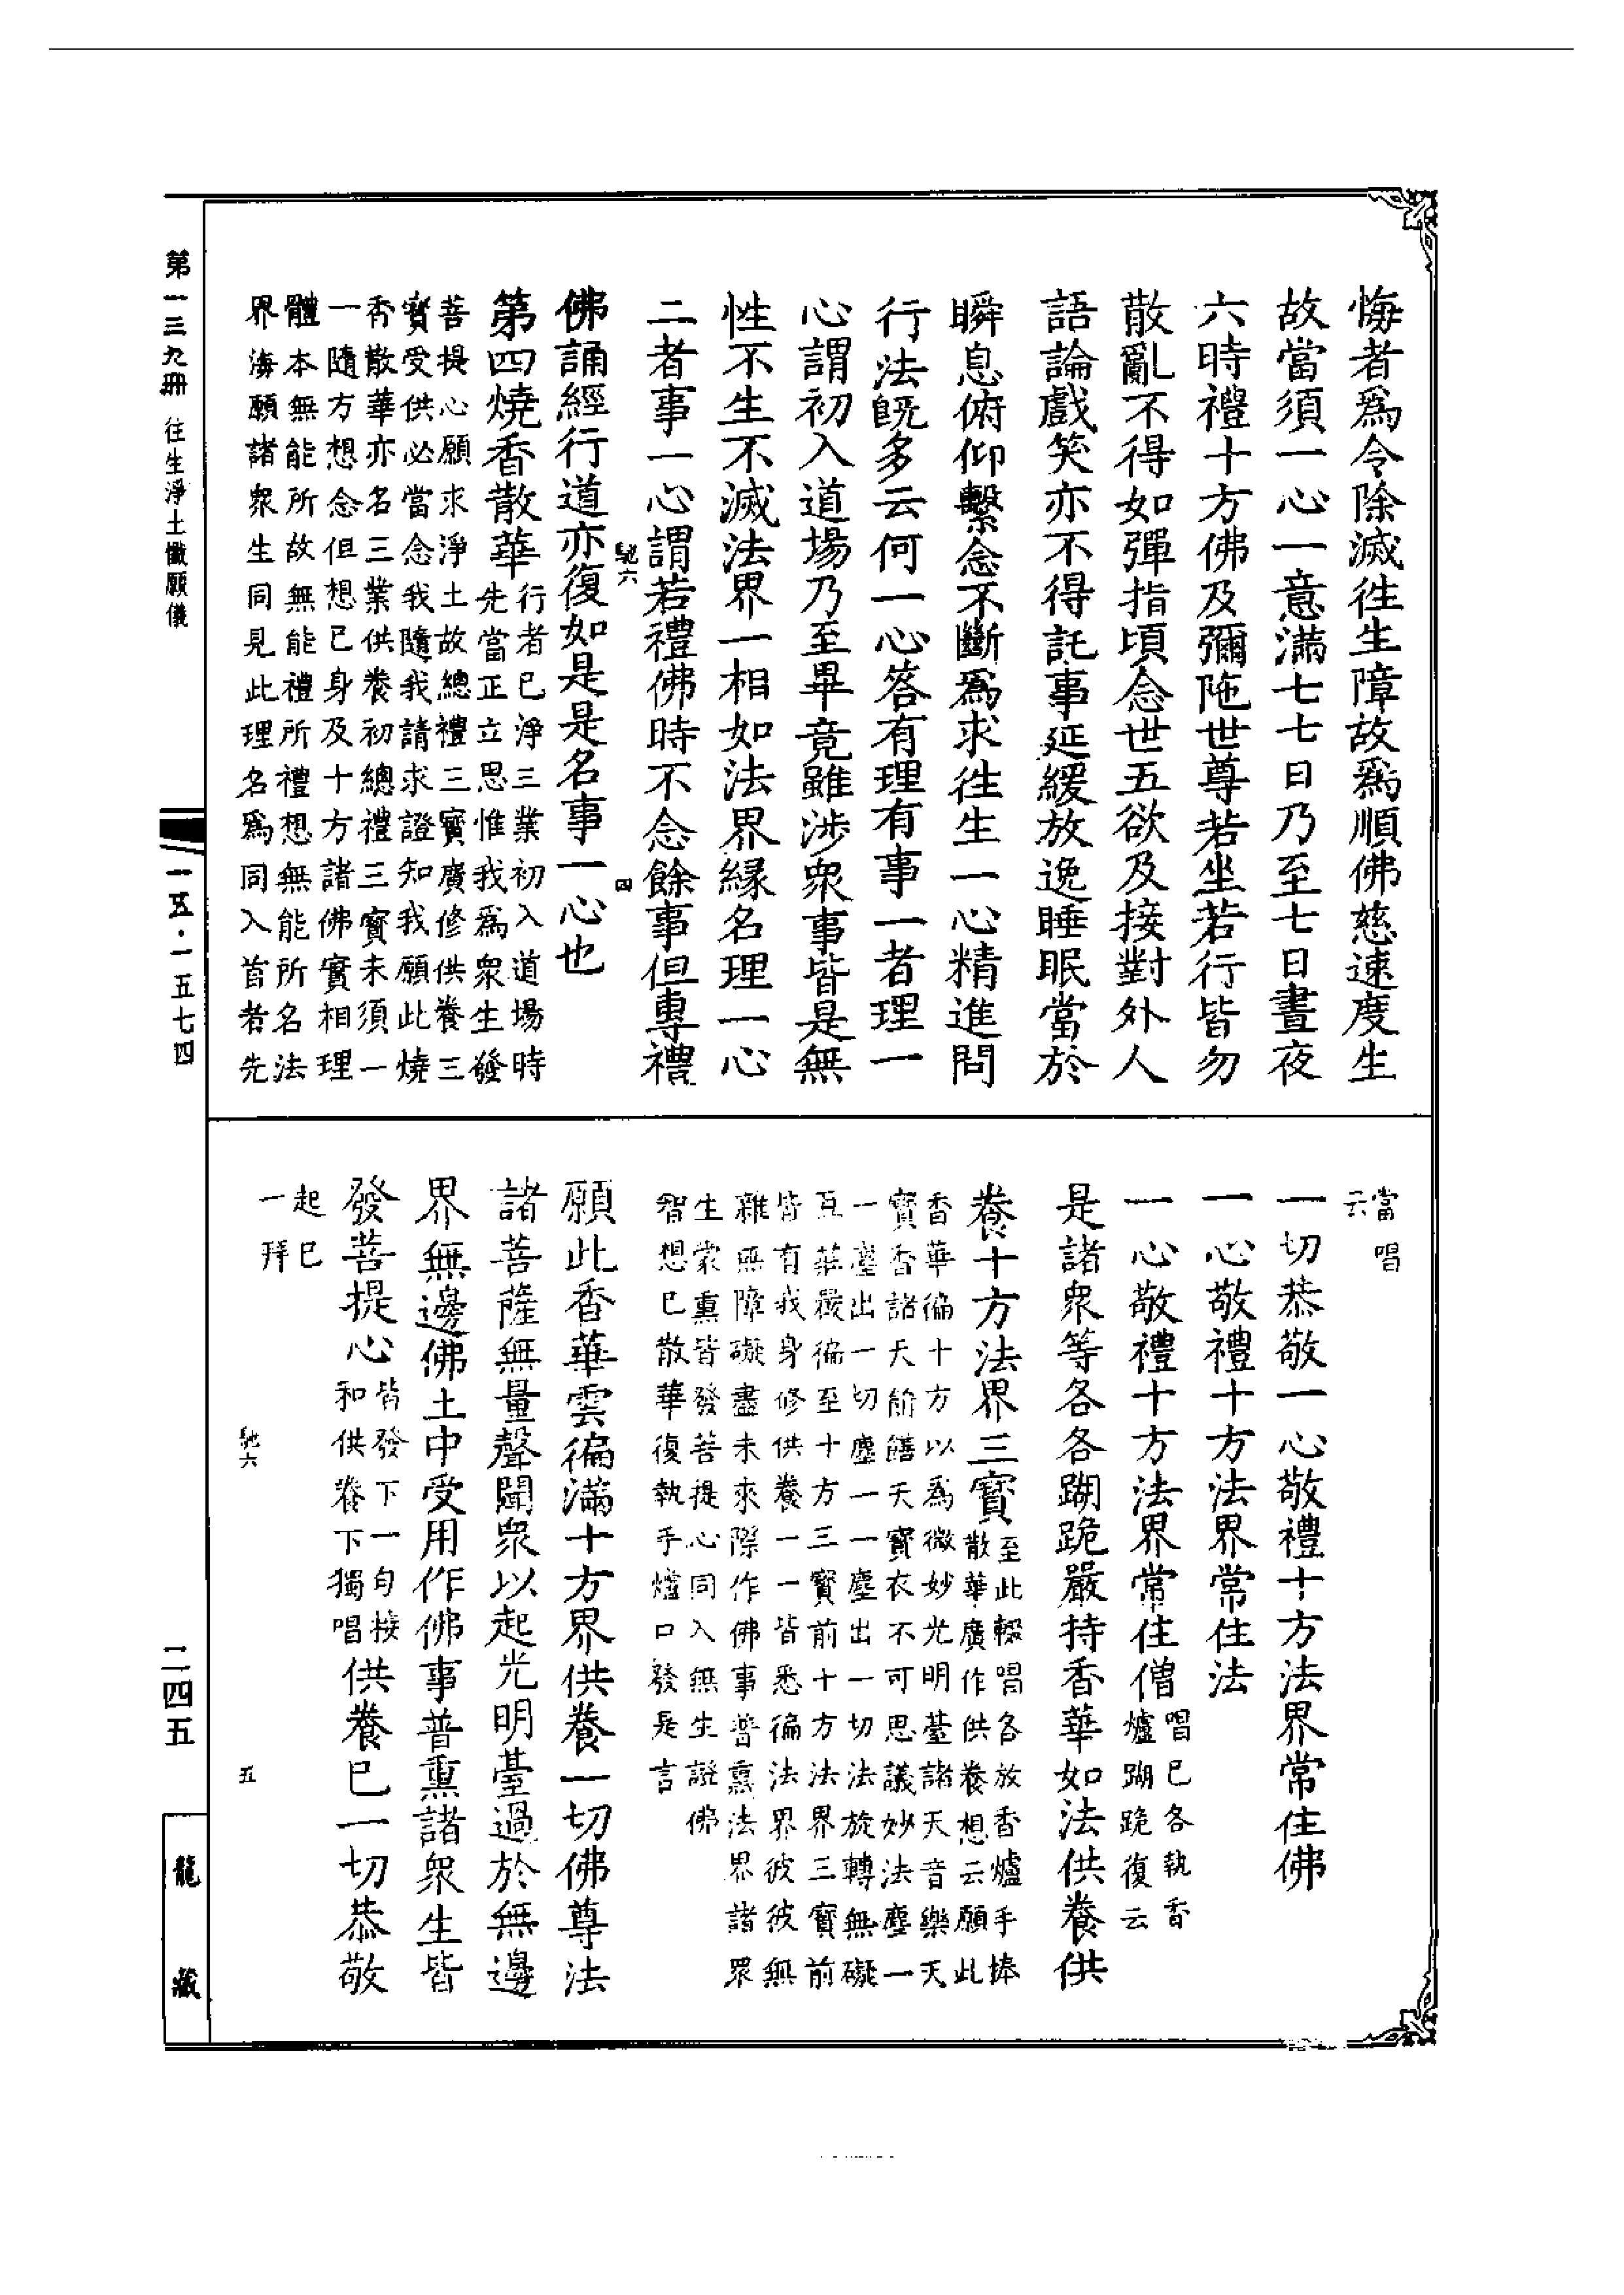 悔者爲令除滅往生障故爲順佛慈速度生
故當須一心一意滿七七日乃至七日晝夜
六時禮十方佛及彌陁世尊若坐若行皆勿
散亂不得如彈指頃念世五欲及接對外人
語論戲笑亦不得託事延緩放逸睡眠當於
瞬息俯仰繫念不斷爲求往生一心精進問
行法旣多云何一心答有理有事一者理一
心謂初入道場乃至畢竟雖涉衆事皆是無
性不生不滅法界一相如法界緣名理一心
二者事一心謂若禮佛時不念餘事但專禮
馳六 四
佛誦經行道亦復如是是名事一心也
第四燒香散華
行者已淨三業初入道場時
先當正立思惟我爲衆生發
菩提心願求淨土故總禮三寶廣修供養三
寶受供必當念我隨我請求證知我願此燒
香散華亦名三業供養初總禮三寶未須一
一隨方想念但想己身及十方諸佛實相理
體本無能所故無能禮所禮想無能所名法
界海願諸衆生同見此理名爲同入首者先
當唱
云
一切恭敬一心敬禮十方法界常住佛
一心敬禮十方法界常住法
一心敬禮十方法界常住僧
唱已各執香
爐蹋跪復云
是諸衆等各各蹋跪嚴持香華如法供養供
養十方法界三寶
至此輟唱各放香爐手捧
散華廣作供養想云願此
香華徧十方以爲微妙光明臺諸天音樂天
寶香諸天餚饍天寶衣不可思議妙法塵一
一塵出一切塵一一塵出一切法旋轉無礙
互莊嚴徧至十方三寶前十方法界三寶前
皆有我身修供養一一皆悉徧法界彼彼無
雜無障礙盡未來際作佛事普熏法界諸眾
生蒙熏皆發菩提心同入無生證佛
智想已散華復執手爐口發是言
願此香華雲徧滿十方界供養一切佛尊法
諸菩薩無量聲聞衆以起光明臺過於無邊
界無邊佛土中受用作佛事普熏諸衆生皆
發菩提心
皆發下一句接
和供養下獨唱
供養已一切恭敬
起已
一拜
馳六 五
第一三九冊 往生淨土懺願儀
一五·一五七四
二四五
龍藏